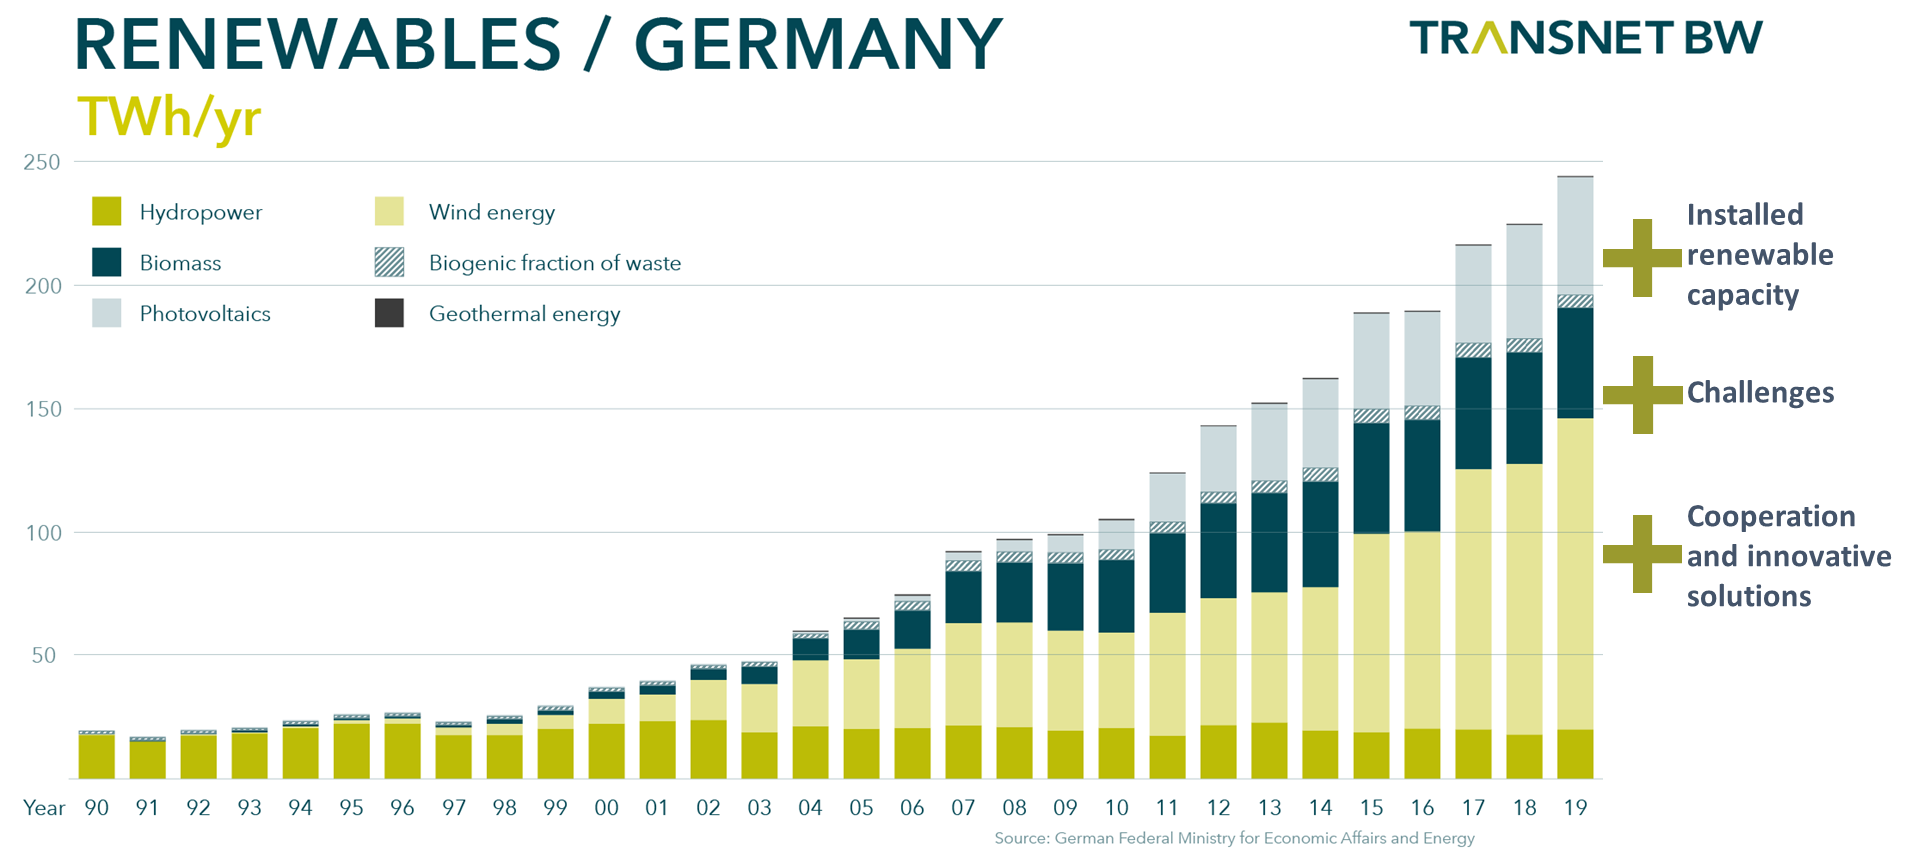 RENEWABLES / GERMANY
TRANSNET BW
TWh/yr
250
200
150
100
50
Hydropower
Wind energy
Biomass
Biogenic fraction of waste
Photovoltaics
Geothermal energy
Installed
renewable
capacity
Challenges
Cooperation
and innovative
solutions
Year 90 91 92 93 94 95 96 97 98 99 00 01 02 03 04 05 06 07 08 09 10 11 12 13 14 15 16 17 18 19
Source: German Federal Ministry for Economic Affairs and Energy